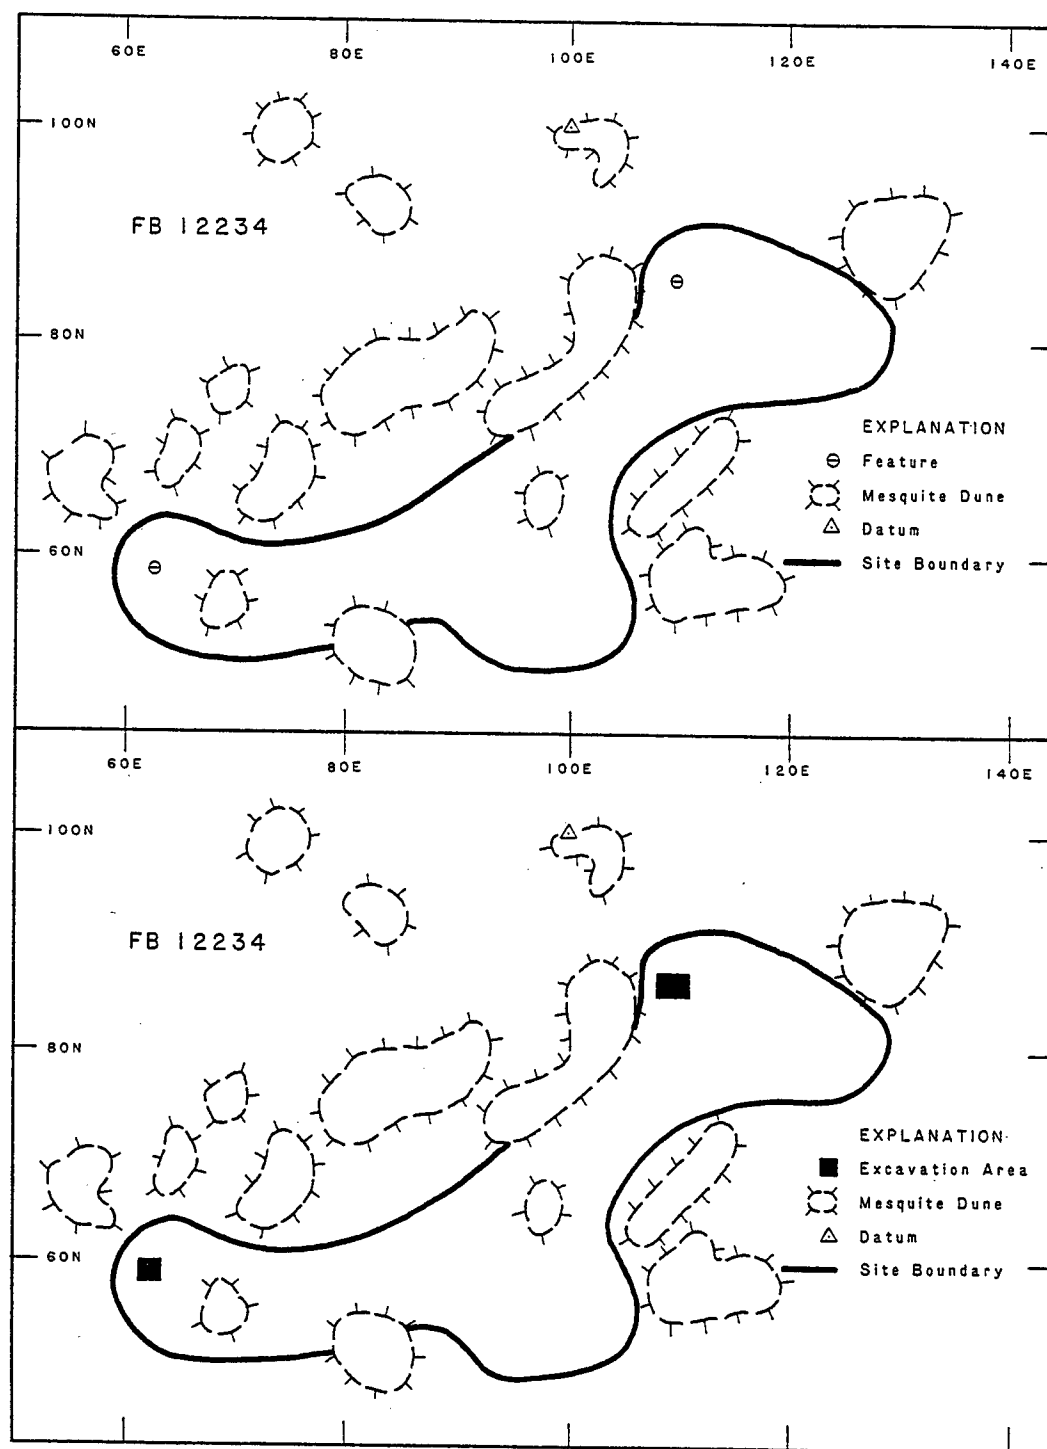 60E 80E 100E 120E 140E
100N
FB 12234
80N
EXPLANATION
Feature
Mesquite Dune
60N
Datum
Site Boundary
60E 80E 100E 120E 140E
100N
FB 12234
80N
EXPLANATION
Excavation Area
Mesquite Dune
Datum
60N
Site Boundary